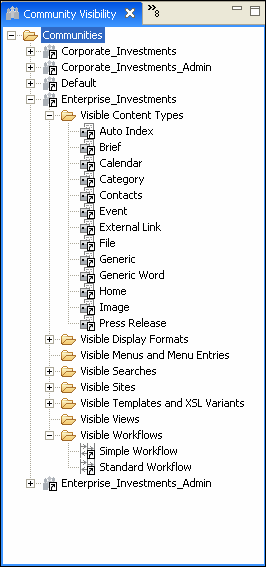 Community Visibility
»8
Communities
Corporate_Investments
Corporate_Investments_Admin
Default
Enterprise_Investments
Visible Content Types
Auto Index
Brief
Calendar
Category
Contacts
Event
External Link
File
Generic
Generic Word
Home
Image
Press Release
Visible Display Formats
Visible Menus and Menu Entries
Visible Searches
Visible Sites
Visible Templates and XSL Variants
Visible Views
Visible Workflows
Simple Workflow
Standard Workflow
Enterprise_Investments_Admin